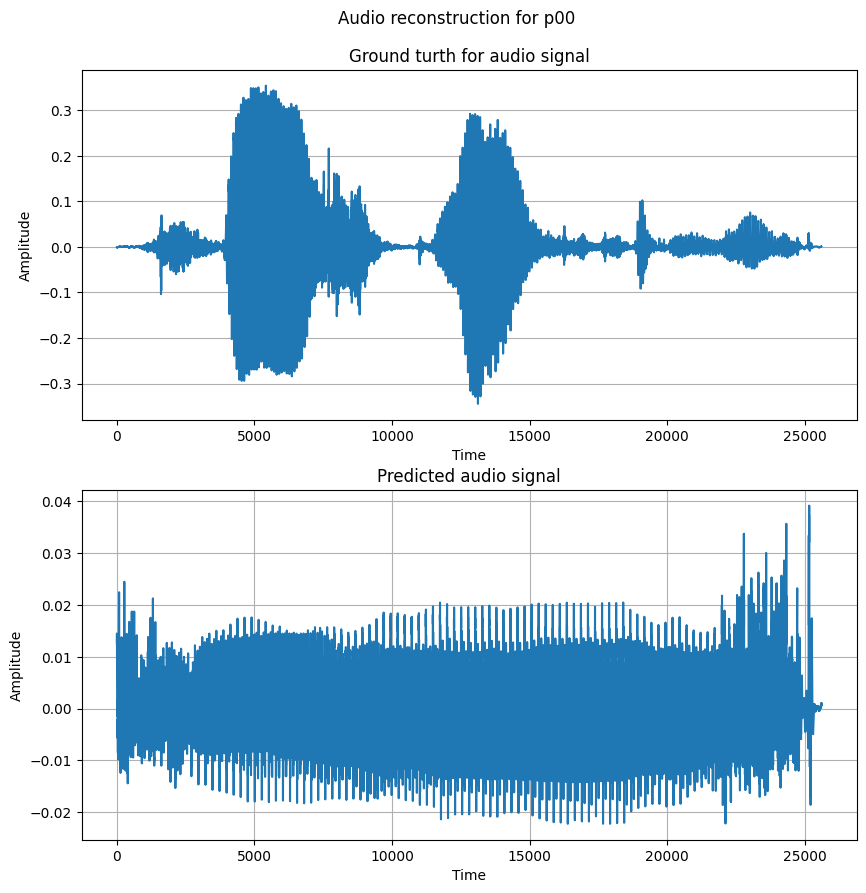 Audio reconstruction for p00
Ground turth for audio signal
0.3
0.2
0.1
0.0
−0.1
−0.2
−0.3
Amplitude
0 5000 10000 15000 20000 25000
Time
Predicted audio signal
0.04
0.03
0.02
0.01
0.00
−0.01
−0.02
Amplitude
0 5000 10000 15000 20000 25000
Time